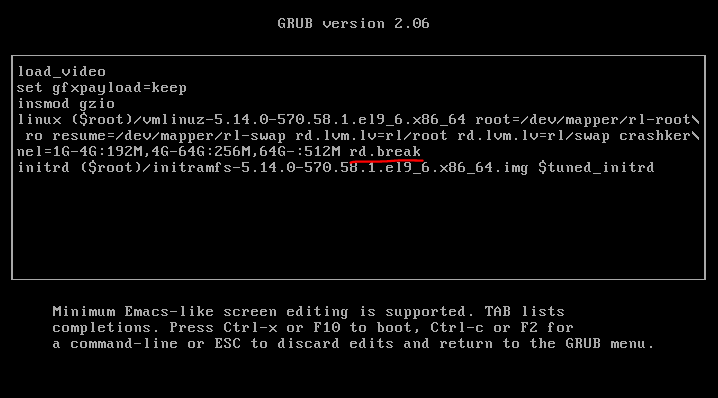 GRUB version 2.06
load_video
set gfxpayload=keep
insmod gzio
linux ($root)/vmlinuz-5.14.0-570.58.1.el9_6.x86_64 root=/dev/mapper/rl-root\
ro resume=/dev/mapper/rl-swap rd.lvm.lv=rl/root rd.lvm.lv=rl/swap crashker\
nel=1G-4G:192M,4G-64G:256M,64G-:512M rd.break
initrd ($root)/initramfs-5.14.0-570.58.1.el9_6.x86_64.img $tuned_initrd
Minimum Emacs-like screen editing is supported. TAB lists
completions. Press Ctrl-x or F10 to boot, Ctrl-c or F2 for
a command-line or ESC to discard edits and return to the GRUB menu.